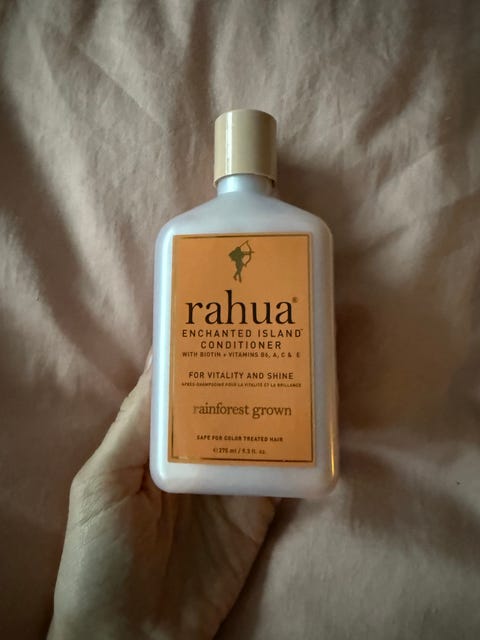 rahua®
ENCHANTED ISLAND™
CONDITIONER
WITH BIOTIN + VITAMINS B6, A, C & E
FOR VITALITY AND SHINE
APRÈS-SHAMPOOING POUR LA VITALITÉ ET LA BRILLANCE
rainforest grown
SAFE FOR COLOR TREATED HAIR
℮ 275 ml / 9.3 fl. oz.